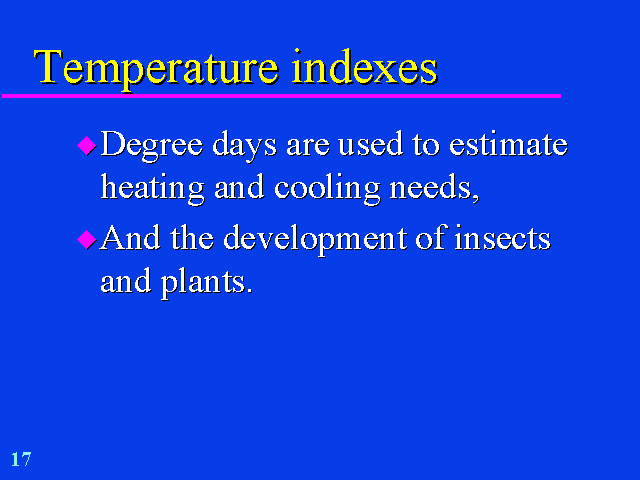 Temperature indexes
Degree days are used to estimate
heating and cooling needs,
And the development of insects
and plants.
17